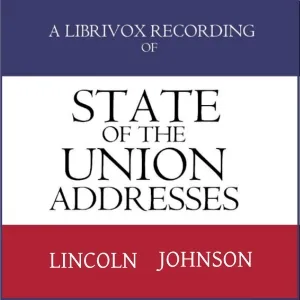 A LIBRIVOX RECORDING
OF
STATE
OF THE
UNION
ADDRESSES
LINCOLN JOHNSON